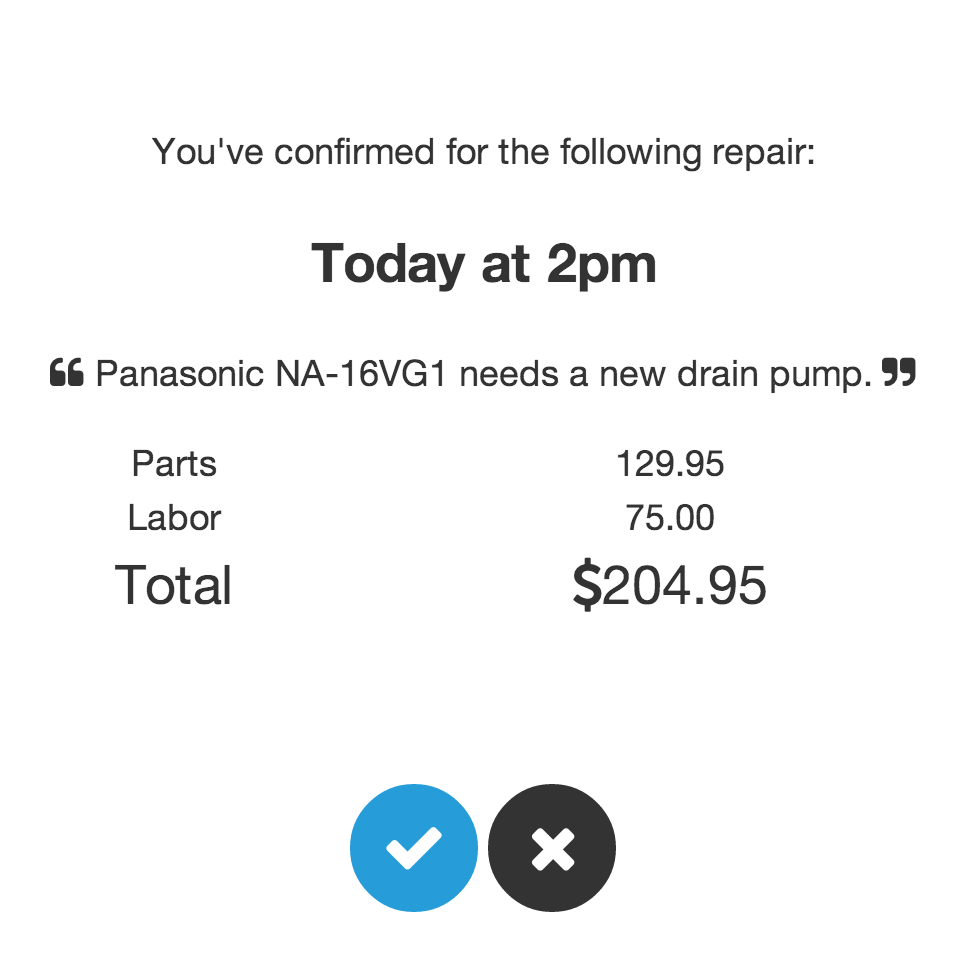 You've confirmed for the following repair:
Today at 2pm
“ Panasonic NA-16VG1 needs a new drain pump. ”
Parts 129.95
Labor 75.00
Total $204.95